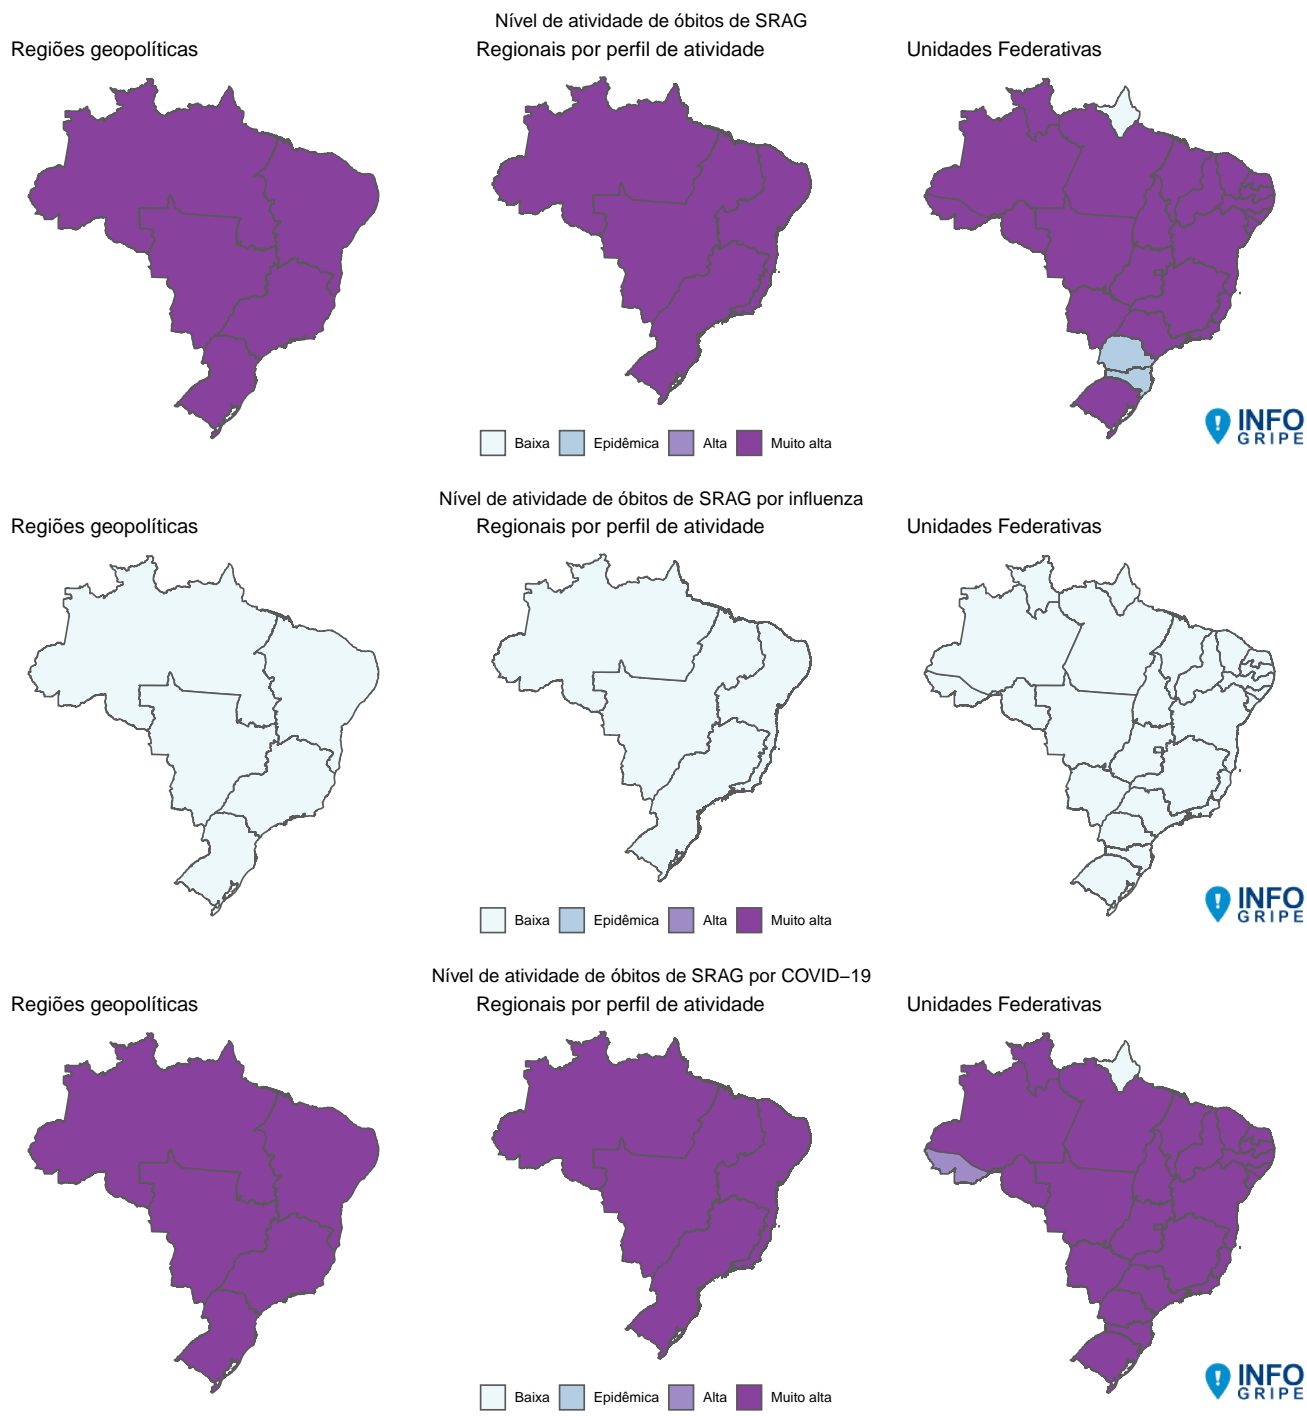 Nível de atividade de óbitos de SRAG
Regiões geopolíticas
Regionais por perfil de atividade
Unidades Federativas
Baixa
Epidêmica
Alta
Muito alta
INFO
GRIPE
Nível de atividade de óbitos de SRAG por influenza
Regiões geopolíticas
Regionais por perfil de atividade
Unidades Federativas
Baixa
Epidêmica
Alta
Muito alta
INFO
GRIPE
Nível de atividade de óbitos de SRAG por COVID−19
Regiões geopolíticas
Regionais por perfil de atividade
Unidades Federativas
Baixa
Epidêmica
Alta
Muito alta
INFO
GRIPE